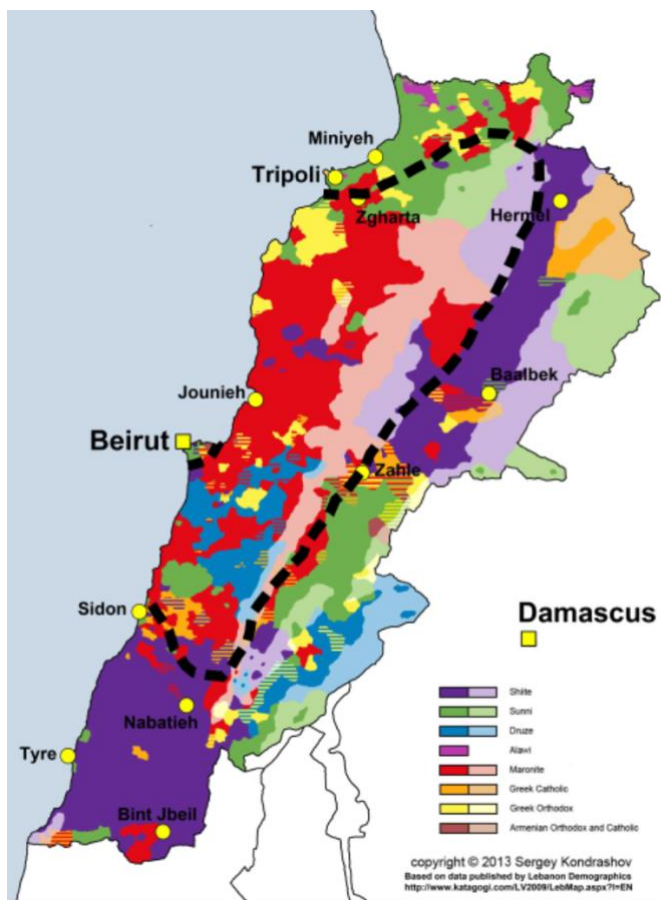 Miniyeh
Tripoli
Zgharta
Hermel
Baalbek
Jounieh
Beirut
Zahle
Sidon
Damascus
Nabatieh
Tyre
Bint Jbeil
Shiite
Sunni
Druze
Alawi
Maronite
Greek Catholic
Greek Orthodox
Armenian Orthodox and Catholic
copyright © 2013 Sergey Kondrashov
Based on data published by Lebanon Demographics
http://www.katagogi.com/LV2009/LebMap.aspx?l=EN